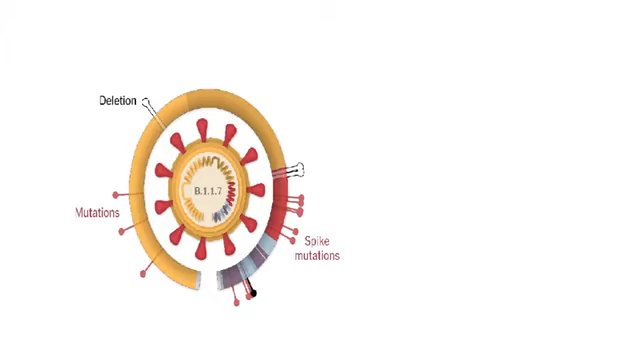 Deletion
B.1.1.7
Mutations
Spike
mutations